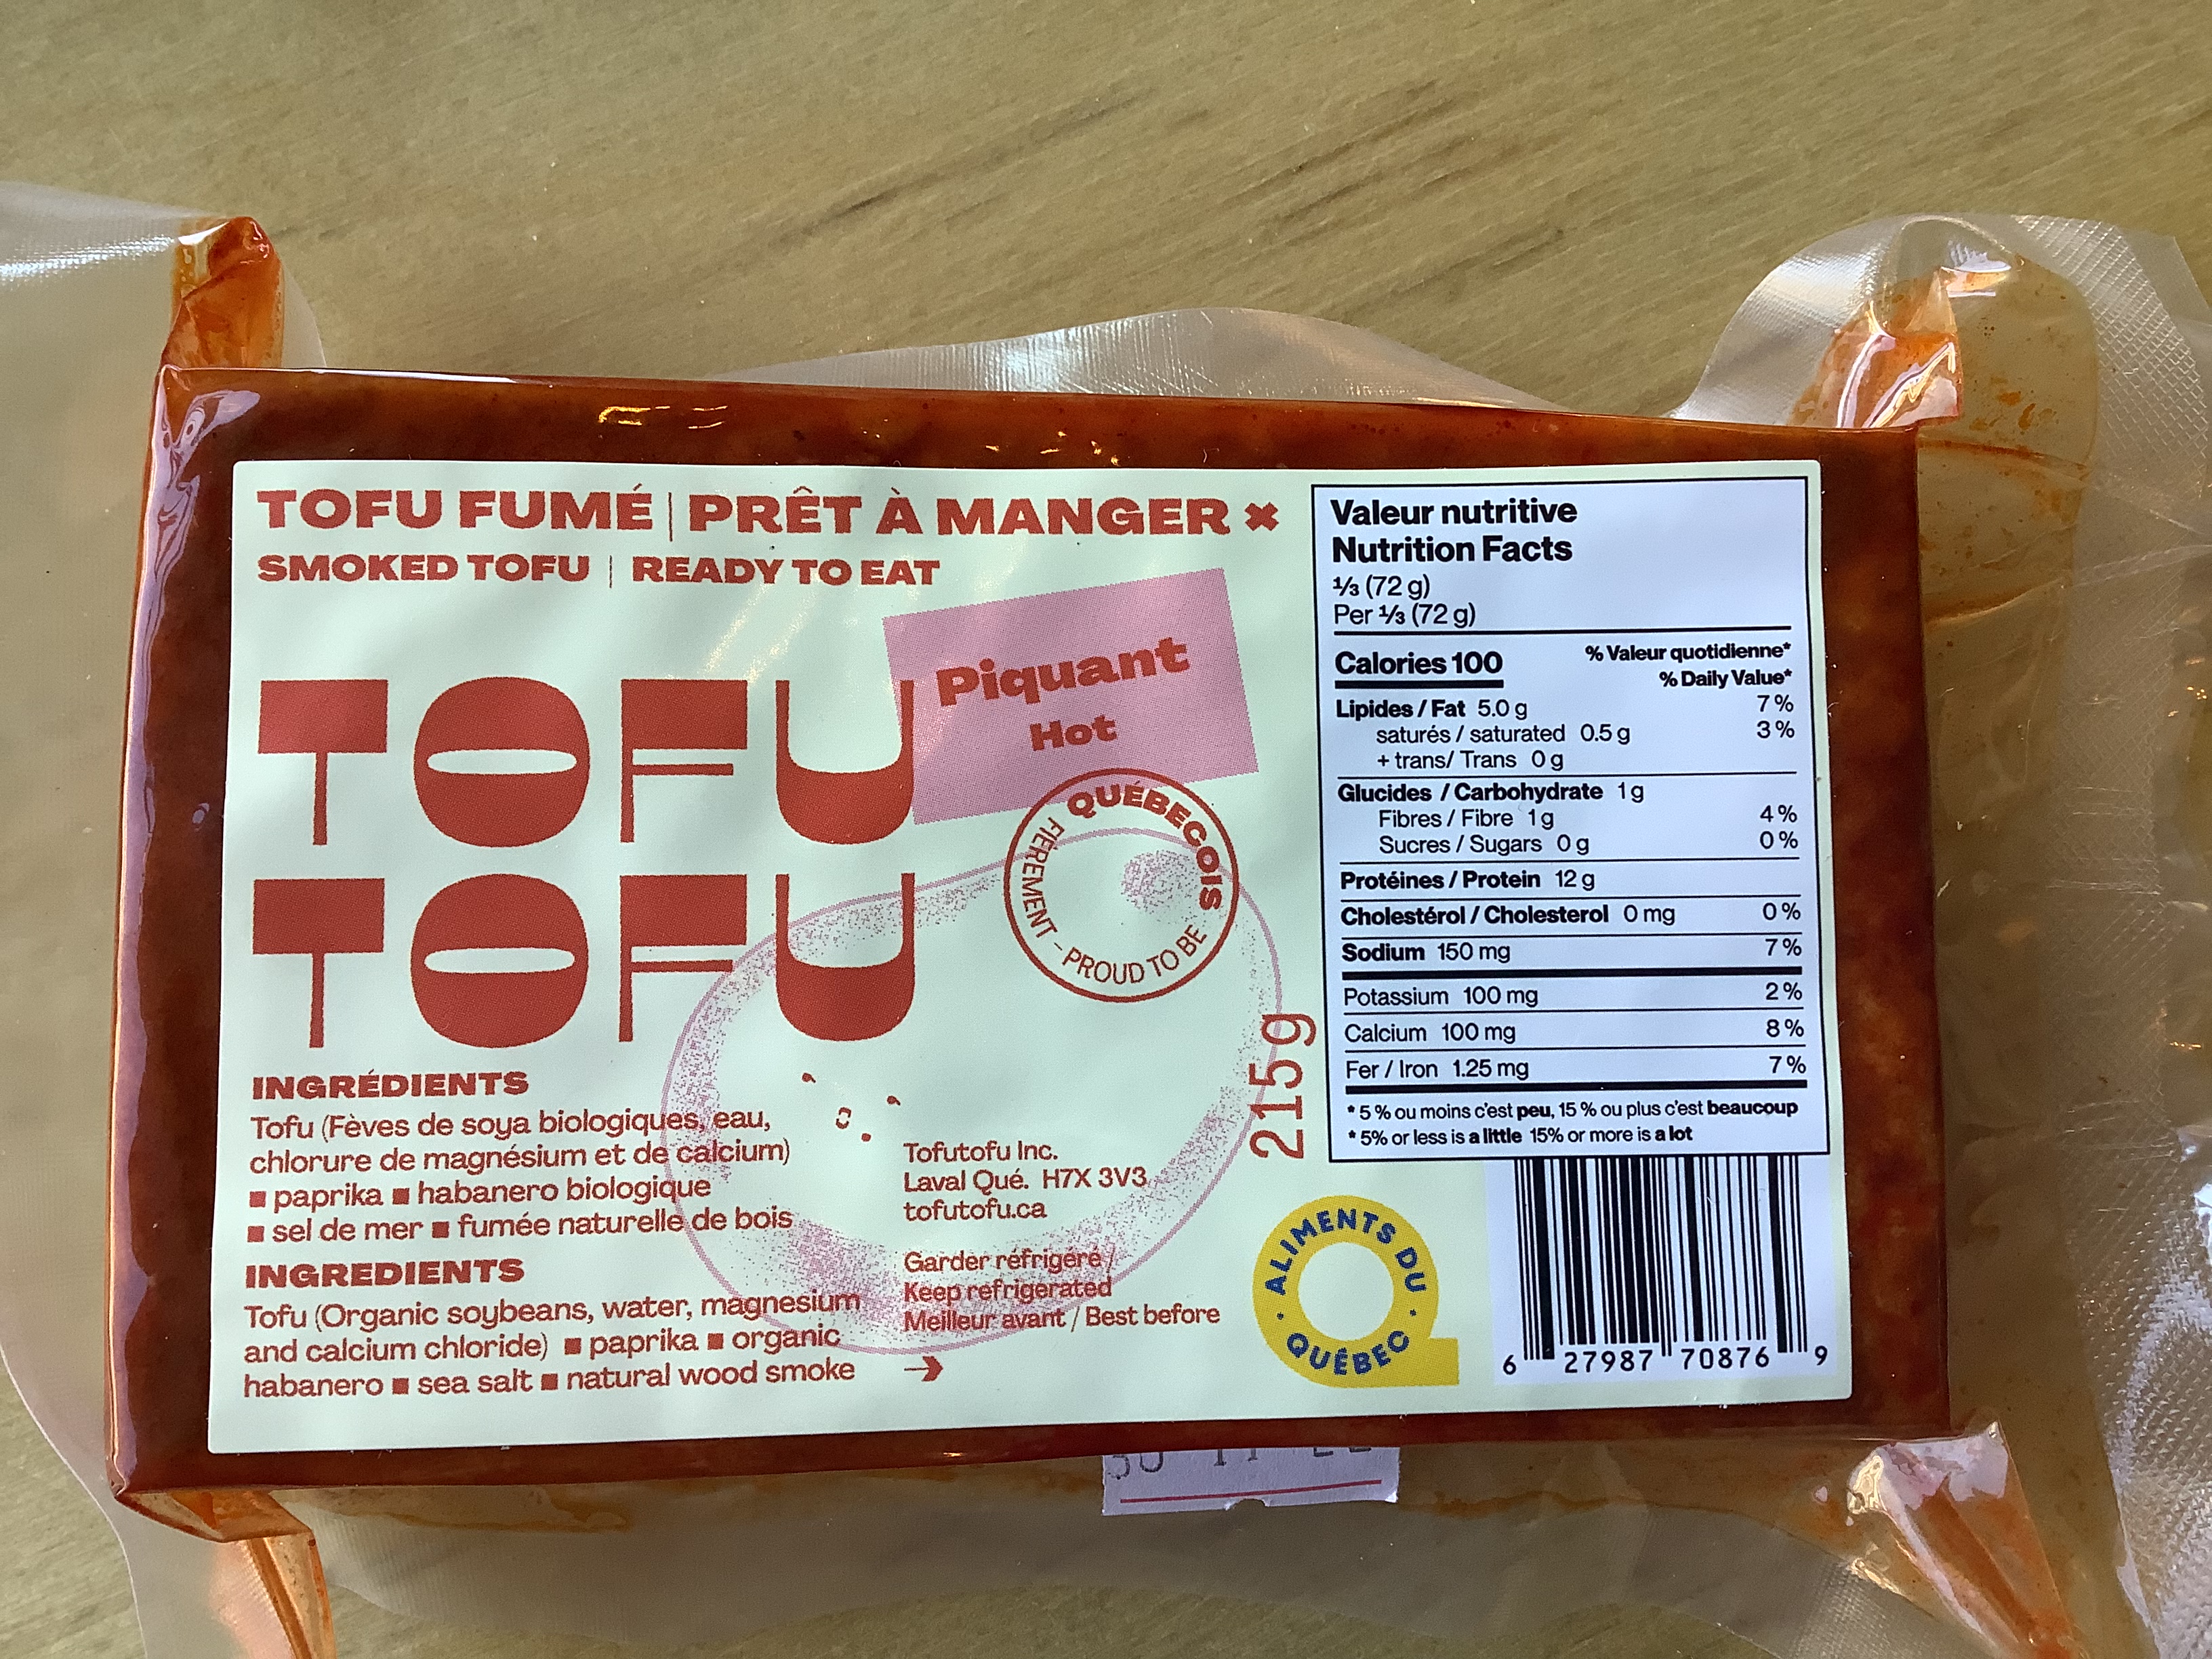 TOFU FUMÉ | PRÊT À MANGER ✖
SMOKED TOFU | READY TO EAT
Piquant
Hot
TOFU
TOFU
QUÉBECOIS
FIÈREMENT - PROUD TO BE
215g
INGRÉDIENTS
Tofu (Fèves de soya biologiques, eau,
chlorure de magnésium et de calcium)
■ paprika ■ habanero biologique
■ sel de mer ■ fumée naturelle de bois
INGREDIENTS
Tofu (Organic soybeans, water, magnesium
and calcium chloride) ■ paprika ■ organic
habanero ■ sea salt ■ natural wood smoke
Tofutofu Inc.
Laval Qué. H7X 3V3
tofutofu.ca
Garder réfrigéré /
Keep refrigerated
Meilleur avant / Best before
→
Valeur nutritive
Nutrition Facts
⅓ (72 g)
Per ⅓ (72 g)
Calories 100
% Valeur quotidienne*
% Daily Value*
Lipides / Fat 5.0 g 7 %
saturés / saturated 0.5 g 3 %
+ trans/ Trans 0 g
Glucides / Carbohydrate 1 g
Fibres / Fibre 1 g 4 %
Sucres / Sugars 0 g 0 %
Protéines / Protein 12 g
Cholestérol / Cholesterol 0 mg 0 %
Sodium 150 mg 7 %
Potassium 100 mg 2 %
Calcium 100 mg 8 %
Fer / Iron 1.25 mg 7 %
* 5 % ou moins c'est peu, 15 % ou plus c'est beaucoup
* 5% or less is a little 15% or more is a lot
ALIMENTS DU
QUÉBEC
6 27987 70876 9